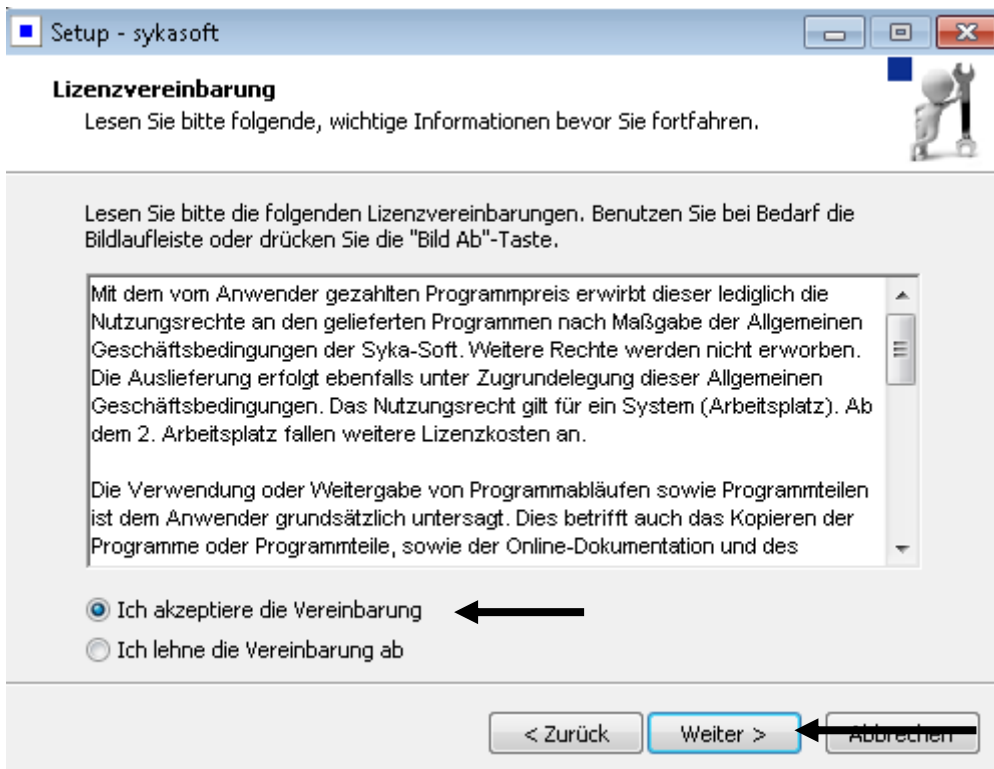 Setup - sykasoft
Lizenzvereinbarung
Lesen Sie bitte folgende, wichtige Informationen bevor Sie fortfahren.
Lesen Sie bitte die folgenden Lizenzvereinbarungen. Benutzen Sie bei Bedarf die
Bildlaufleiste oder drücken Sie die "Bild Ab"-Taste.
Mit dem vom Anwender gezahlten Programmpreis erwirbt dieser lediglich die
Nutzungsrechte an den gelieferten Programmen nach Maßgabe der Allgemeinen
Geschäftsbedingungen der Syka-Soft. Weitere Rechte werden nicht erworben.
Die Auslieferung erfolgt ebenfalls unter Zugrundelegung dieser Allgemeinen
Geschäftsbedingungen. Das Nutzungsrecht gilt für ein System (Arbeitsplatz). Ab
dem 2. Arbeitsplatz fallen weitere Lizenzkosten an.
Die Verwendung oder Weitergabe von Programmabläufen sowie Programmteilen
ist dem Anwender grundsätzlich untersagt. Dies betrifft auch das Kopieren der
Programme oder Programmteile, sowie der Online-Dokumentation und des
Ich akzeptiere die Vereinbarung
Ich lehne die Vereinbarung ab
< Zurück
Weiter >
Abbrechen